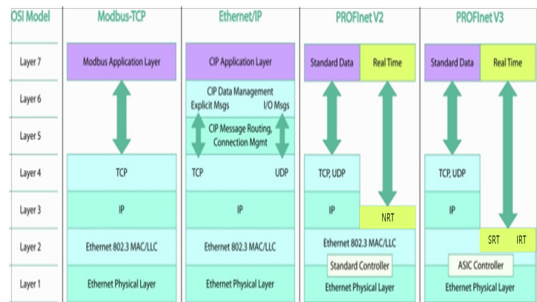 OSI Model Modbus-TCP Ethernet/IP PROFInet V2 PROFInet V3
Layer 7 Modbus Application Layer CIP Application Layer Standard Data Real Time Standard Data Real Time
Layer 6 CIP Data Management
Explicit Msgs I/O Msgs
Layer 5 CIP Message Routing,
Connection Mgmt
Layer 4 TCP TCP UDP TCP, UDP TCP, UDP
Layer 3 IP IP IP NRT IP
Layer 2 Ethernet 802.3 MAC/LLC Ethernet 802.3 MAC/LLC Ethernet 802.3 MAC/LLC SRT IRT
Standard Controller ASIC Controller
Layer 1 Ethernet Physical Layer Ethernet Physical Layer Ethernet Physical Layer Ethernet Physical Layer